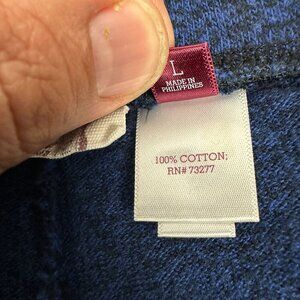 L
MADE IN
PHILIPPINES
100% COTTON;
RN# 73277